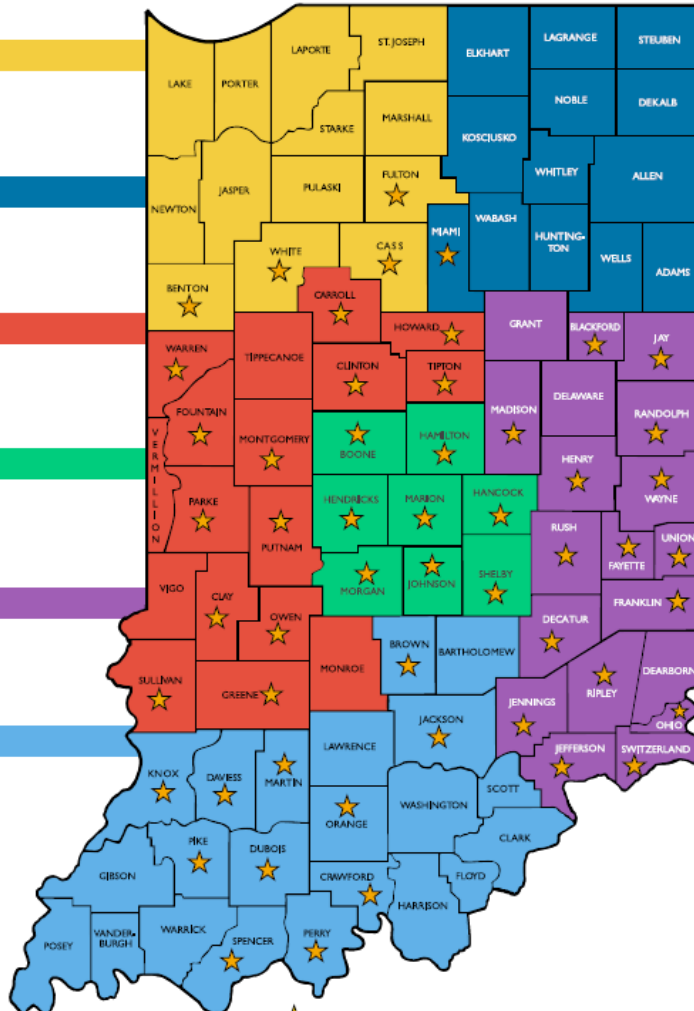 ST. JOSEPH
LAPORTE
ELKHART
LAGRANGE
STEUBEN
LAKE
PORTER
NOBLE
DEKALB
STARKE
MARSHALL
KOSCIUSKO
WHITLEY
ALLEN
NEWTON
JASPER
PULASKI
FULTON
WABASH
MIAMI
HUNTING-
TON
WELLS
ADAMS
WHITE
CASS
BENTON
CARROLL
GRANT
BLACKFORD
JAY
HOWARD
WARREN
TIPPECANOE
CLINTON
TIPTON
MADISON
DELAWARE
FOUNTAIN
RANDOLPH
VERMILLION
MONTGOMERY
BOONE
HAMILTON
HENRY
WAYNE
PARKE
PUTNAM
HENDRICKS
MARION
HANCOCK
RUSH
FAYETTE
UNION
VIGO
CLAY
MORGAN
JOHNSON
SHELBY
FRANKLIN
OWEN
DECATUR
BROWN
BARTHOLOMEW
SULLIVAN
GREENE
MONROE
JENNINGS
RIPLEY
DEARBORN
OHIO
JACKSON
LAWRENCE
JEFFERSON
SWITZERLAND
KNOX
DAVIESS
MARTIN
SCOTT
ORANGE
WASHINGTON
CLARK
PIKE
DUBOIS
GIBSON
CRAWFORD
FLOYD
HARRISON
POSEY
VANDER-
BURGH
WARRICK
SPENCER
PERRY